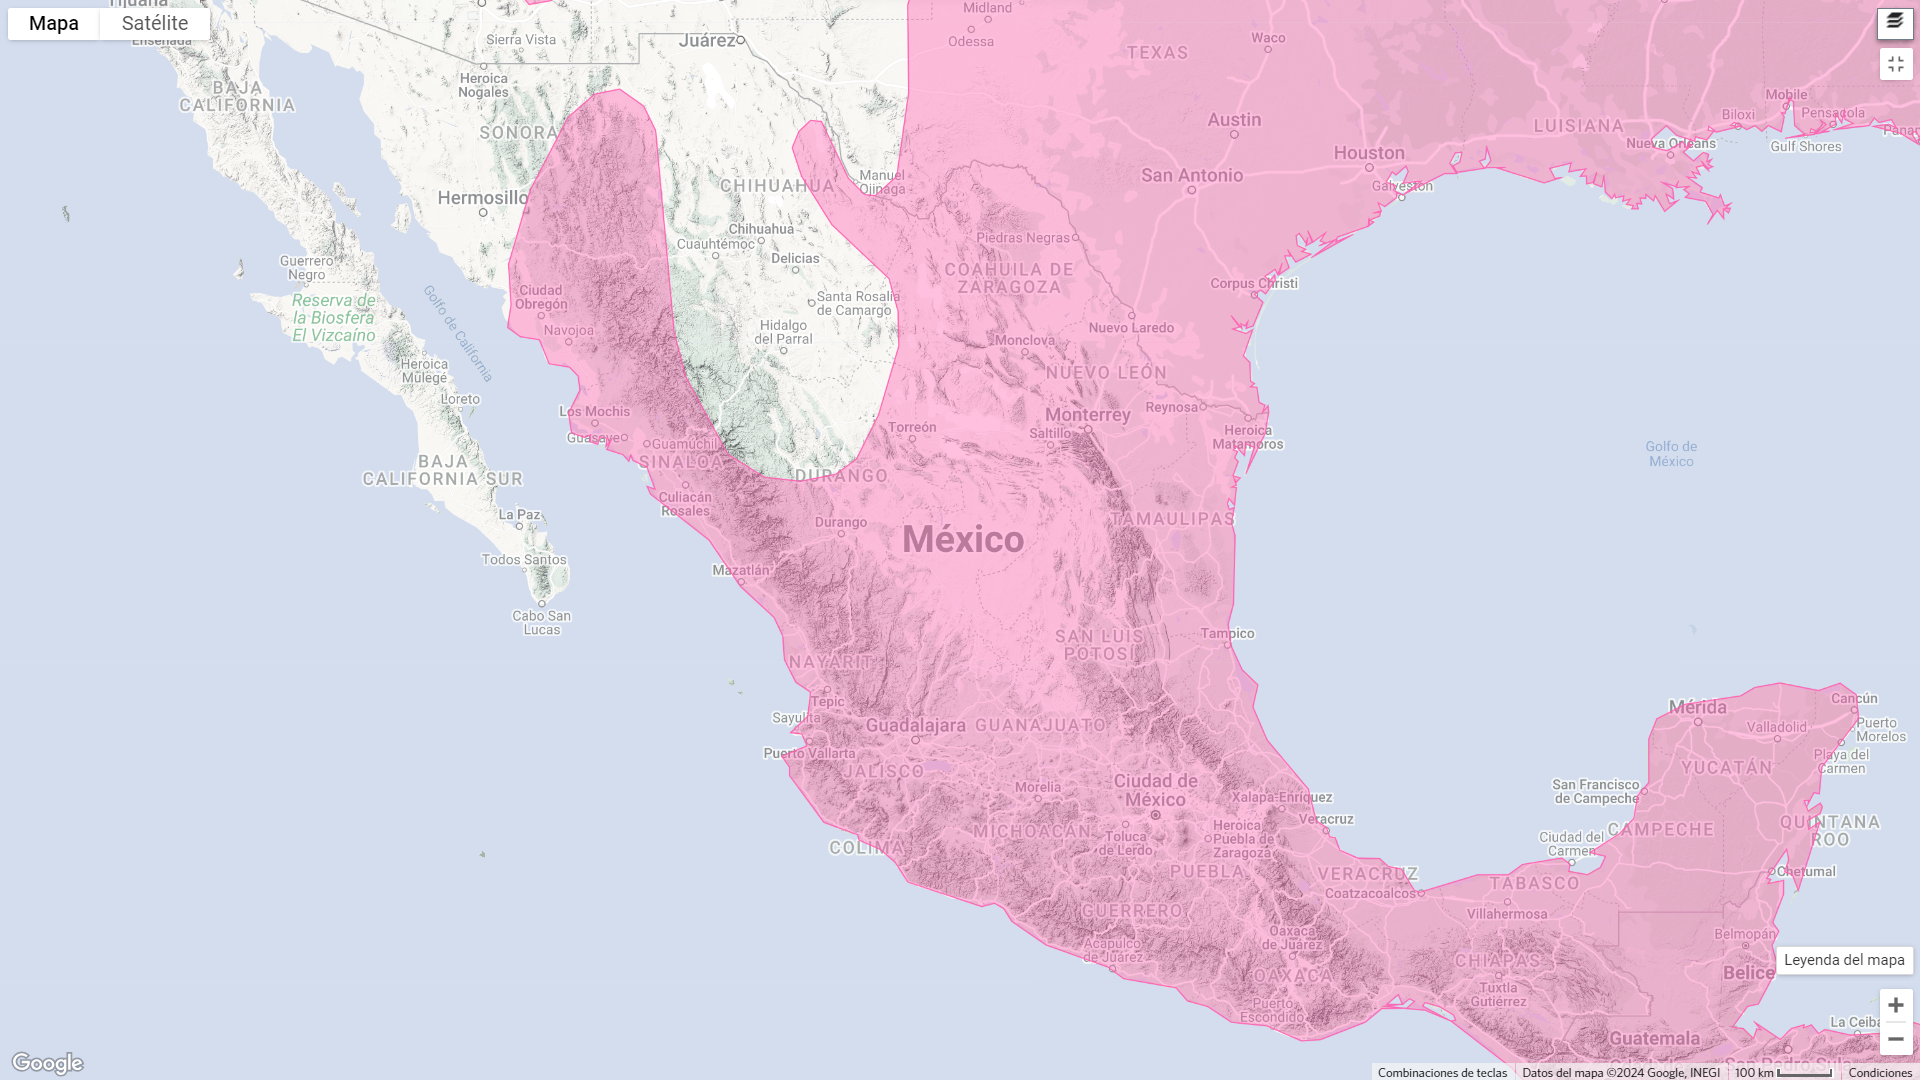 Mapa
Satélite
Tijuana
Ensenada
BAJA
CALIFORNIA
Sierra Vista
Heroica
Nogales
SONORA
Hermosillo
Juárez
Midland
Odessa
TEXAS
Waco
Austin
San Antonio
Houston
Galveston
LUISIANA
Nueva Orleans
Biloxi
Mobile
Pensacola
Gulf Shores
Manuel
Ojinaga
CHIHUAHUA
Chihuahua
Cuauhtémoc
Delicias
Santa Rosalia
de Camargo
Hidalgo
del Parral
Piedras Negras
COAHUILA DE
ZARAGOZA
Corpus Christi
Nuevo Laredo
Monclova
NUEVO LEÓN
Monterrey
Saltillo
Reynosa
Heroica
Matamoros
Torreón
Guerrero
Negro
Reserva de
la Biosfera
El Vizcaíno
Golfo de California
Ciudad
Obregón
Navojoa
Heroica
Mulegé
Loreto
Los Mochis
Guasave
Guamúchil
SINALOA
BAJA
CALIFORNIA SUR
DURANGO
Culiacán
Rosales
La Paz
Durango
México
TAMAULIPAS
Golfo de
México
Todos Santos
Mazatlán
Cabo San
Lucas
Tampico
SAN LUIS
POTOSÍ
NAYARIT
Tepic
Sayulita
Guadalajara
GUANAJUATO
Puerto Vallarta
JALISCO
Morelia
Ciudad de
México
Xalapa-Enríquez
Veracruz
Toluca
de Lerdo
Heroica
Puebla de
Zaragoza
COLIMA
MICHOACÁN
PUEBLA
VERACRUZ
Coatzacoalcos
GUERRERO
Acapulco
de Juárez
Oaxaca
de Juárez
OAXACA
Puerto
Escondido
Mérida
Cancún
Valladolid
Puerto
Morelos
Playa del
Carmen
YUCATÁN
San Francisco
de Campeche
Ciudad del
Carmen
CAMPECHE
QUINTANA
ROO
Chetumal
TABASCO
Villahermosa
Belmopán
CHIAPAS
Belice
Tuxtla
Gutiérrez
Guatemala
San Pedro Sula
La Ceiba
Leyenda del mapa
Google
Combinaciones de teclas
Datos del mapa ©2024 Google, INEGI
100 km
Condiciones